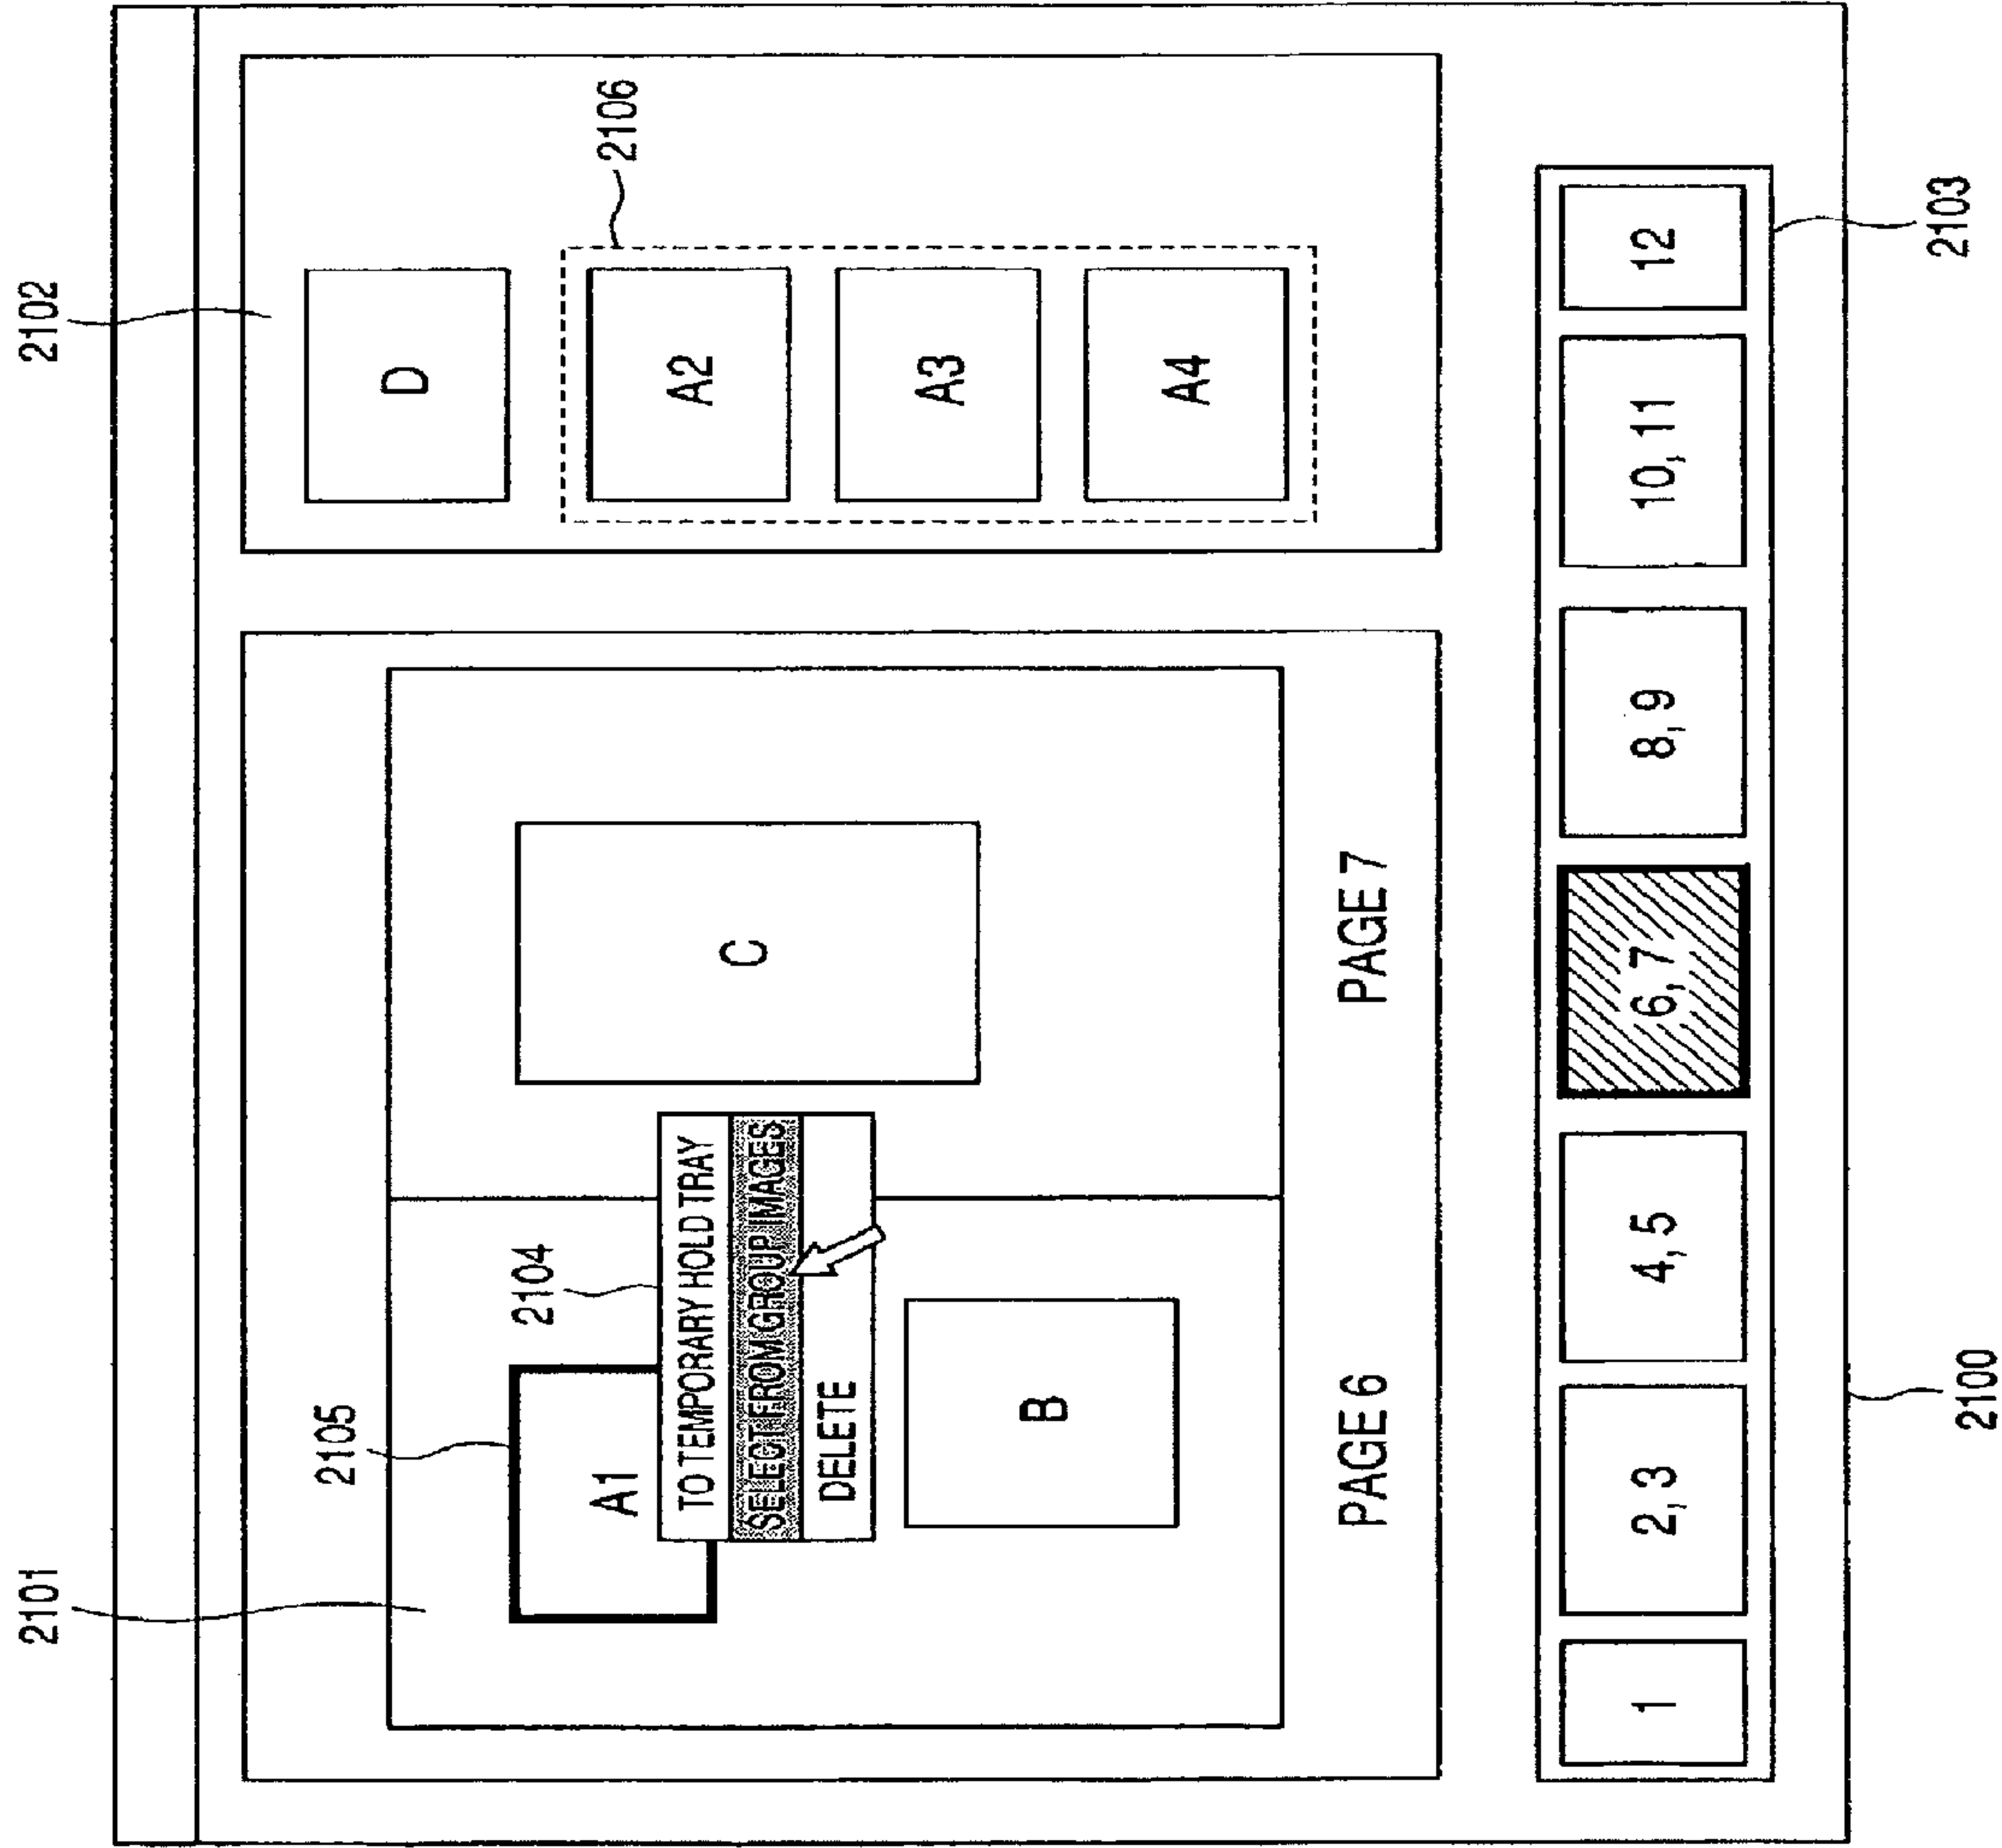 2101
2102
2105
2104
2106
A1
TO TEMPORARY HOLD TRAY
SELECT FROM GROUP IMAGES
DELETE
B
C
PAGE 6
PAGE 7
D
A2
A3
A4
1
2, 3
4, 5
6, 7
8, 9
10, 11
12
2100
2103